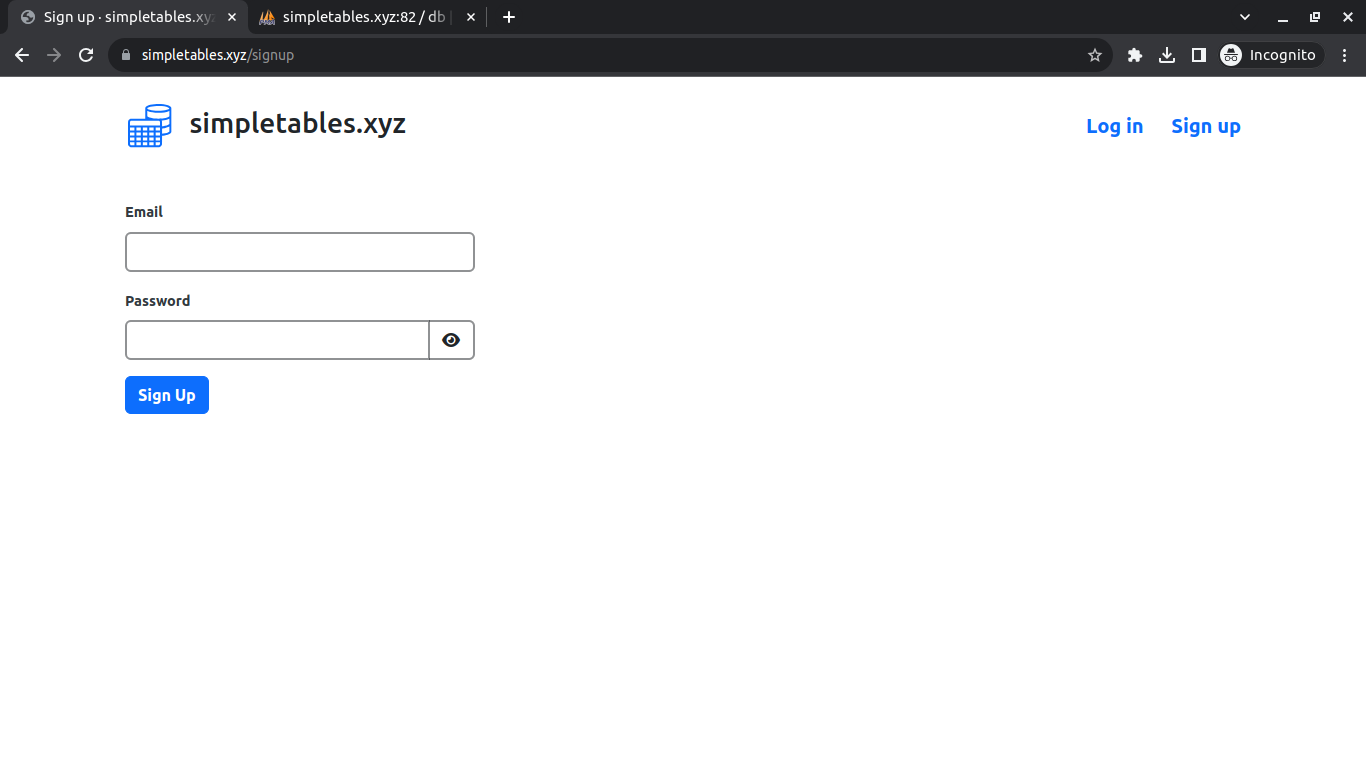 Sign up · simpletables.xyz
simpletables.xyz:82 / db
simpletables.xyz/signup
Incognito
simpletables.xyz
Log in
Sign up
Email
Password
Sign Up